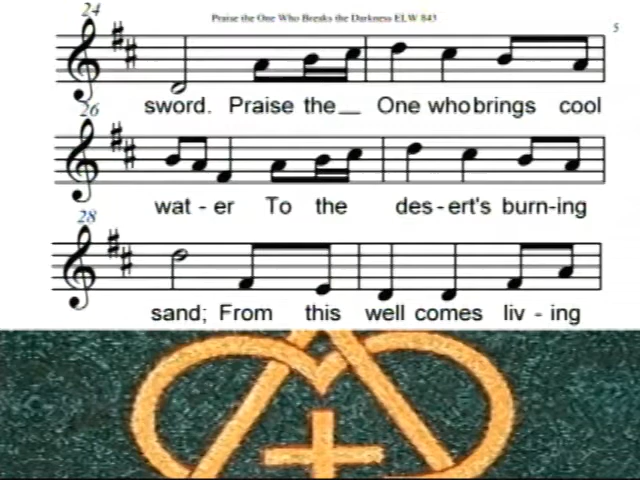 24
Praise the One Who Breaks the Darkness ELW 843
5
sword. Praise the__ One who brings cool
26
wat - er To the des - ert's burn-ing
28
sand; From this well comes liv - ing